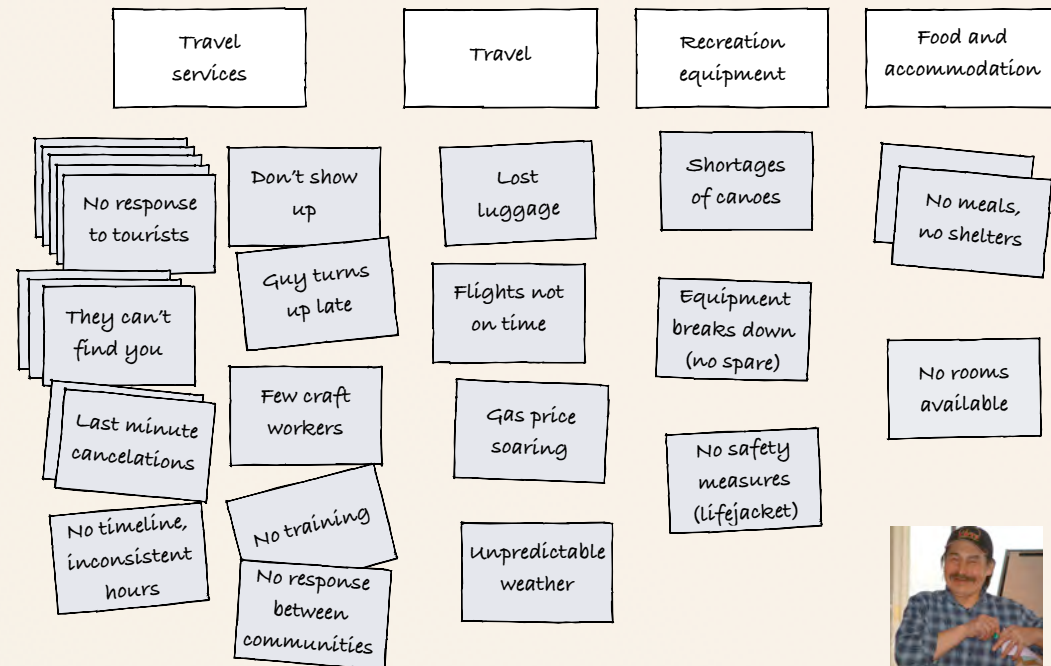 Travel
services
Travel
Recreation
equipment
Food and
accommodation
No response
to tourists
They can't
find you
Last minute
cancelations
No timeline,
inconsistent
hours
Don't show
up
Guy turns
up late
Few craft
workers
No training
No response
between
communities
Lost
luggage
Flights not
on time
Gas price
soaring
Unpredictable
weather
Shortages
of canoes
Equipment
breaks down
(no spare)
No safety
measures
(lifejacket)
No meals,
no shelters
No rooms
available